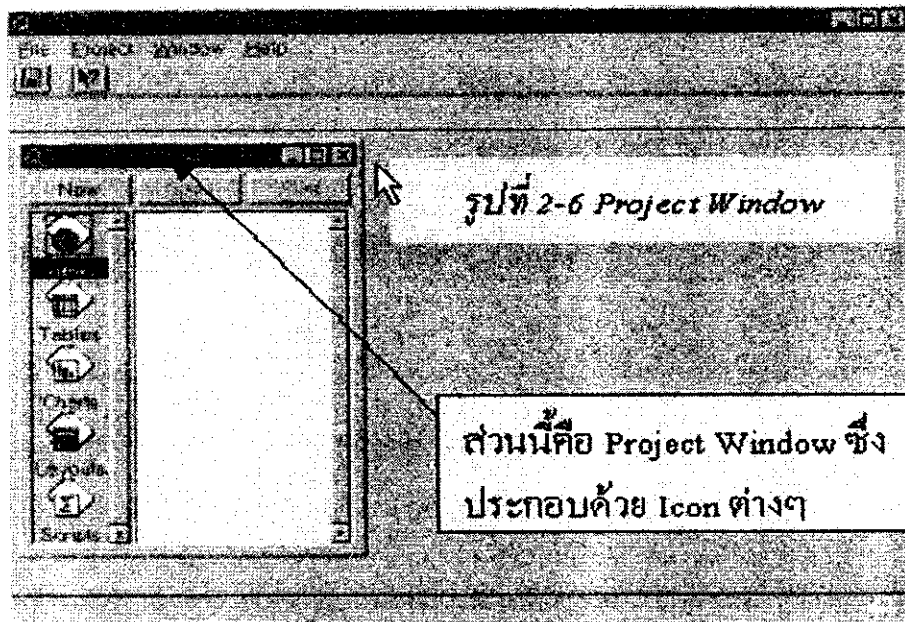 File Project Window Help
New
รูปที่ 2-6 Project Window
Tables
Charts
Layouts
Scripts
ส่วนนี้คือ Project Window ซึ่ง
ประกอบด้วย Icon ต่างๆ